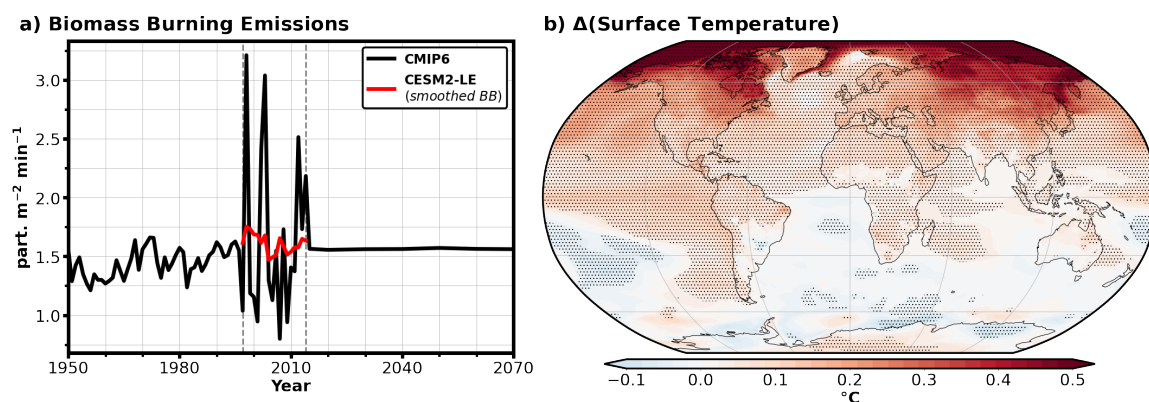 a) Biomass Burning Emissions
part. m⁻² min⁻¹
3.0
2.5
2.0
1.5
1.0
CMIP6
CESM2-LE
(smoothed BB)
1950 1980 2010 2040 2070
Year
b) Δ(Surface Temperature)
−0.1 0.0 0.1 0.2 0.3 0.4 0.5
°C